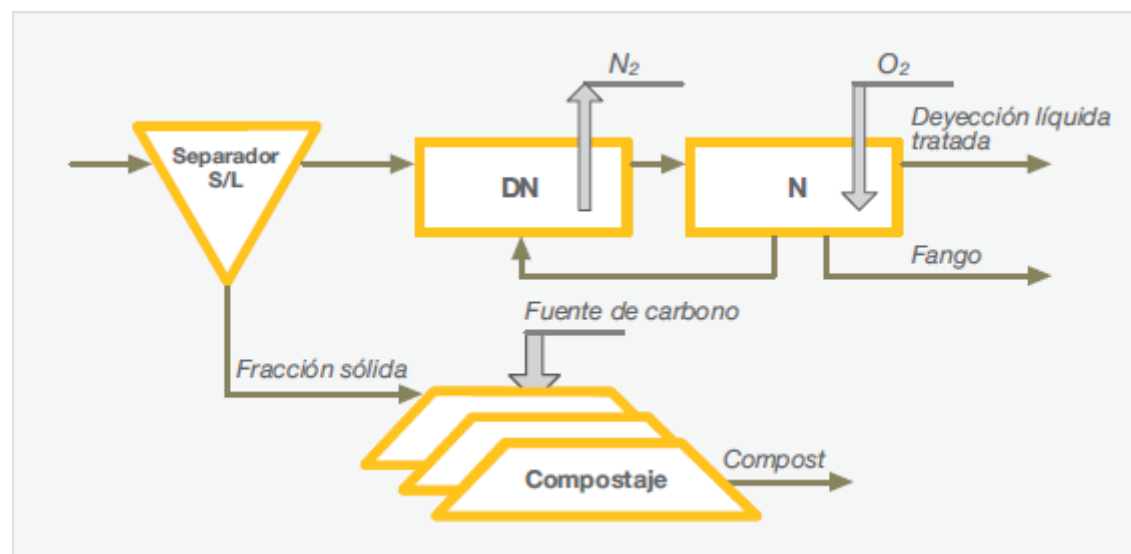 N₂
O₂
Deyección líquida
tratada
Separador
S/L
DN
N
Fango
Fuente de carbono
Fracción sólida
Compost
Compostaje